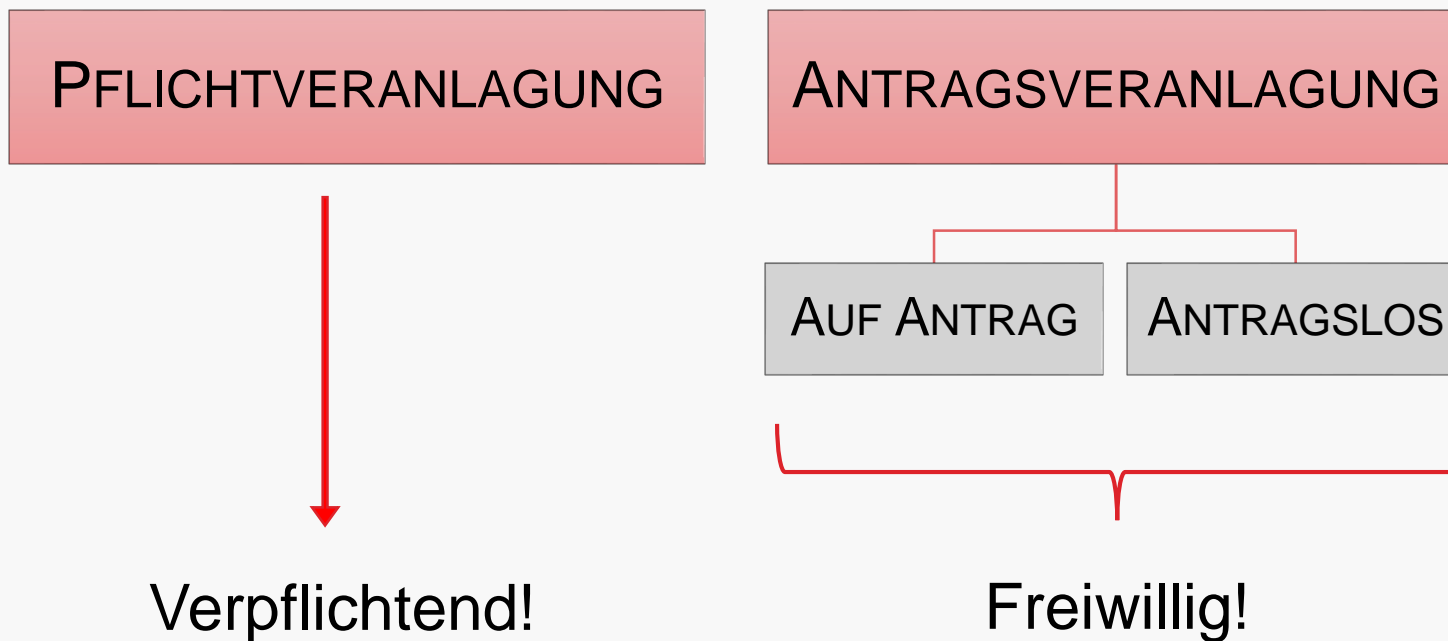 PFLICHTVERANLAGUNG
ANTRAGSVERANLAGUNG
AUF ANTRAG
ANTRAGSLOS
Verpflichtend!
Freiwillig!